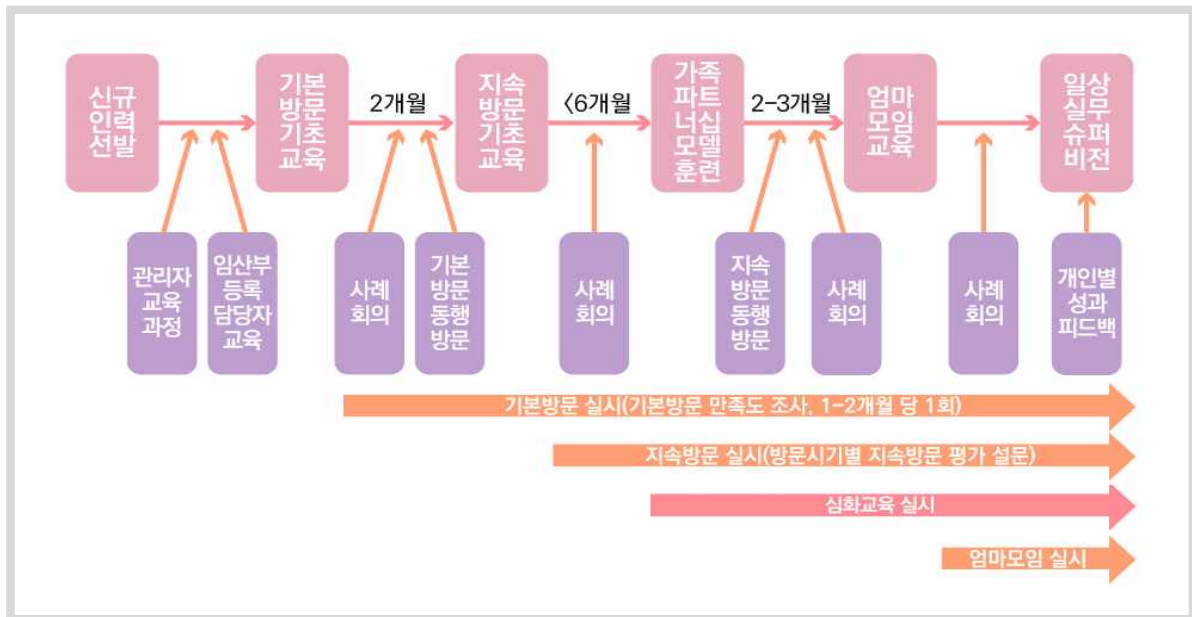 신규
인력
선발
기본
방문
기초
교육
2개월
지속
방문
기초
교육
<6개월
가족
파트
너십
모델
훈련
2-3개월
엄마
모임
교육
일상
실무
슈퍼
비전
관리자
교육
과정
임산부
등록
담당자
교육
사례
회의
기본
방문
동행
방문
사례
회의
지속
방문
동행
방문
사례
회의
사례
회의
개인별
성과
피드백
기본방문 실시(기본방문 만족도 조사, 1-2개월 당 1회)
지속방문 실시(방문시기별 지속방문 평가 설문)
심화교육 실시
엄마모임 실시